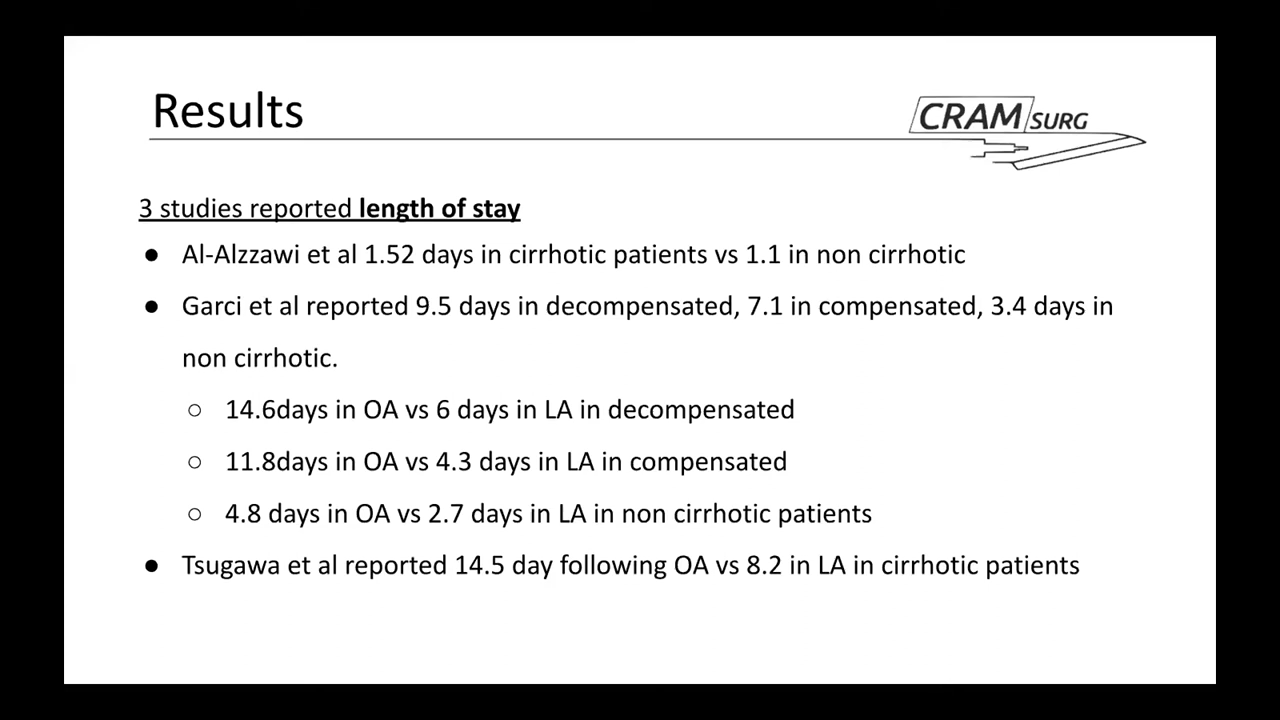 Results
CRAM SURG
3 studies reported length of stay
● Al-Alzzawi et al 1.52 days in cirrhotic patients vs 1.1 in non cirrhotic
● Garci et al reported 9.5 days in decompensated, 7.1 in compensated, 3.4 days in
non cirrhotic.
○ 14.6days in OA vs 6 days in LA in decompensated
○ 11.8days in OA vs 4.3 days in LA in compensated
○ 4.8 days in OA vs 2.7 days in LA in non cirrhotic patients
● Tsugawa et al reported 14.5 day following OA vs 8.2 in LA in cirrhotic patients